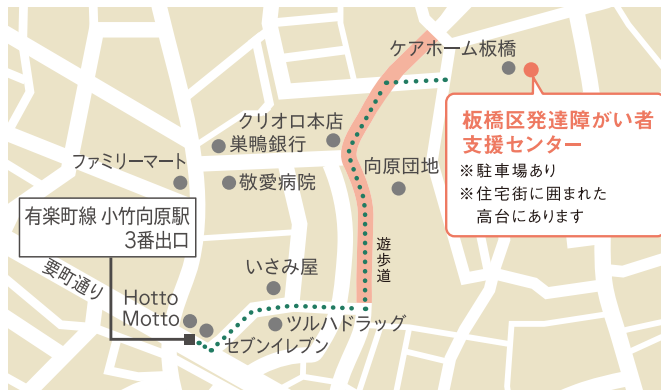 ケアホーム板橋
板橋区発達障がい者
支援センター
※駐車場あり
※住宅街に囲まれた
高台にあります
クリオロ本店
巣鴨銀行
ファミリーマート
敬愛病院
向原団地
有楽町線 小竹向原駅
3番出口
遊歩道
要町通り
いさみ屋
Hotto
Motto
ツルハドラッグ
セブンイレブン